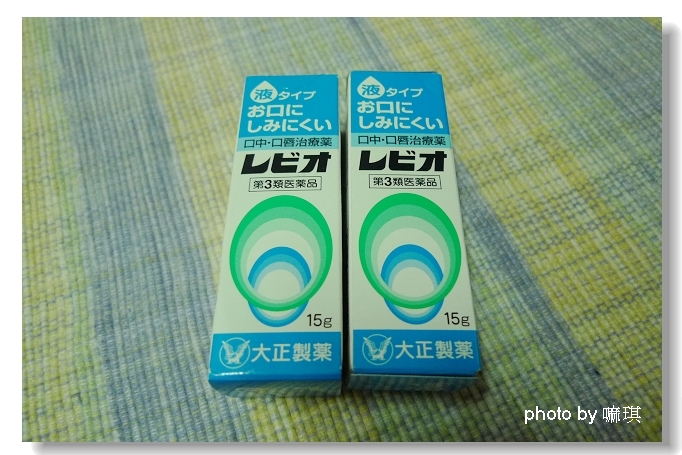 液タイプ
お口に
しみにくい
口中・口唇治療薬
レビオ
第3類医薬品
15g
大正製薬
液タイプ
お口に
しみにくい
口中・口唇治療薬
レビオ
第3類医薬品
15g
大正製薬
photo by 嘛琪